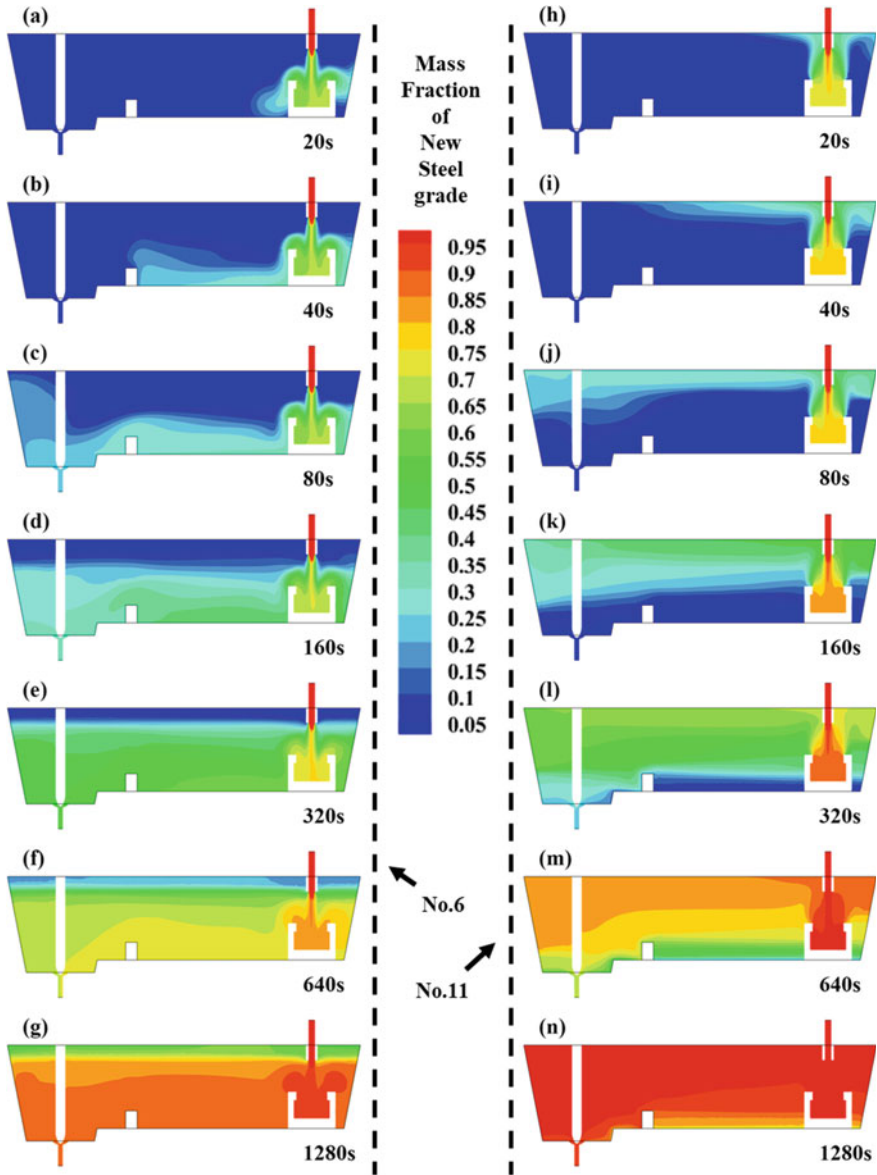 (a)
20s
(b)
40s
(c)
80s
(d)
160s
(e)
320s
(f)
640s
(g)
1280s
Mass
Fraction
of
New
Steel
grade
0.95
0.9
0.85
0.8
0.75
0.7
0.65
0.6
0.55
0.5
0.45
0.4
0.35
0.3
0.25
0.2
0.15
0.1
0.05
No.6
No.11
(h)
20s
(i)
40s
(j)
80s
(k)
160s
(l)
320s
(m)
640s
(n)
1280s